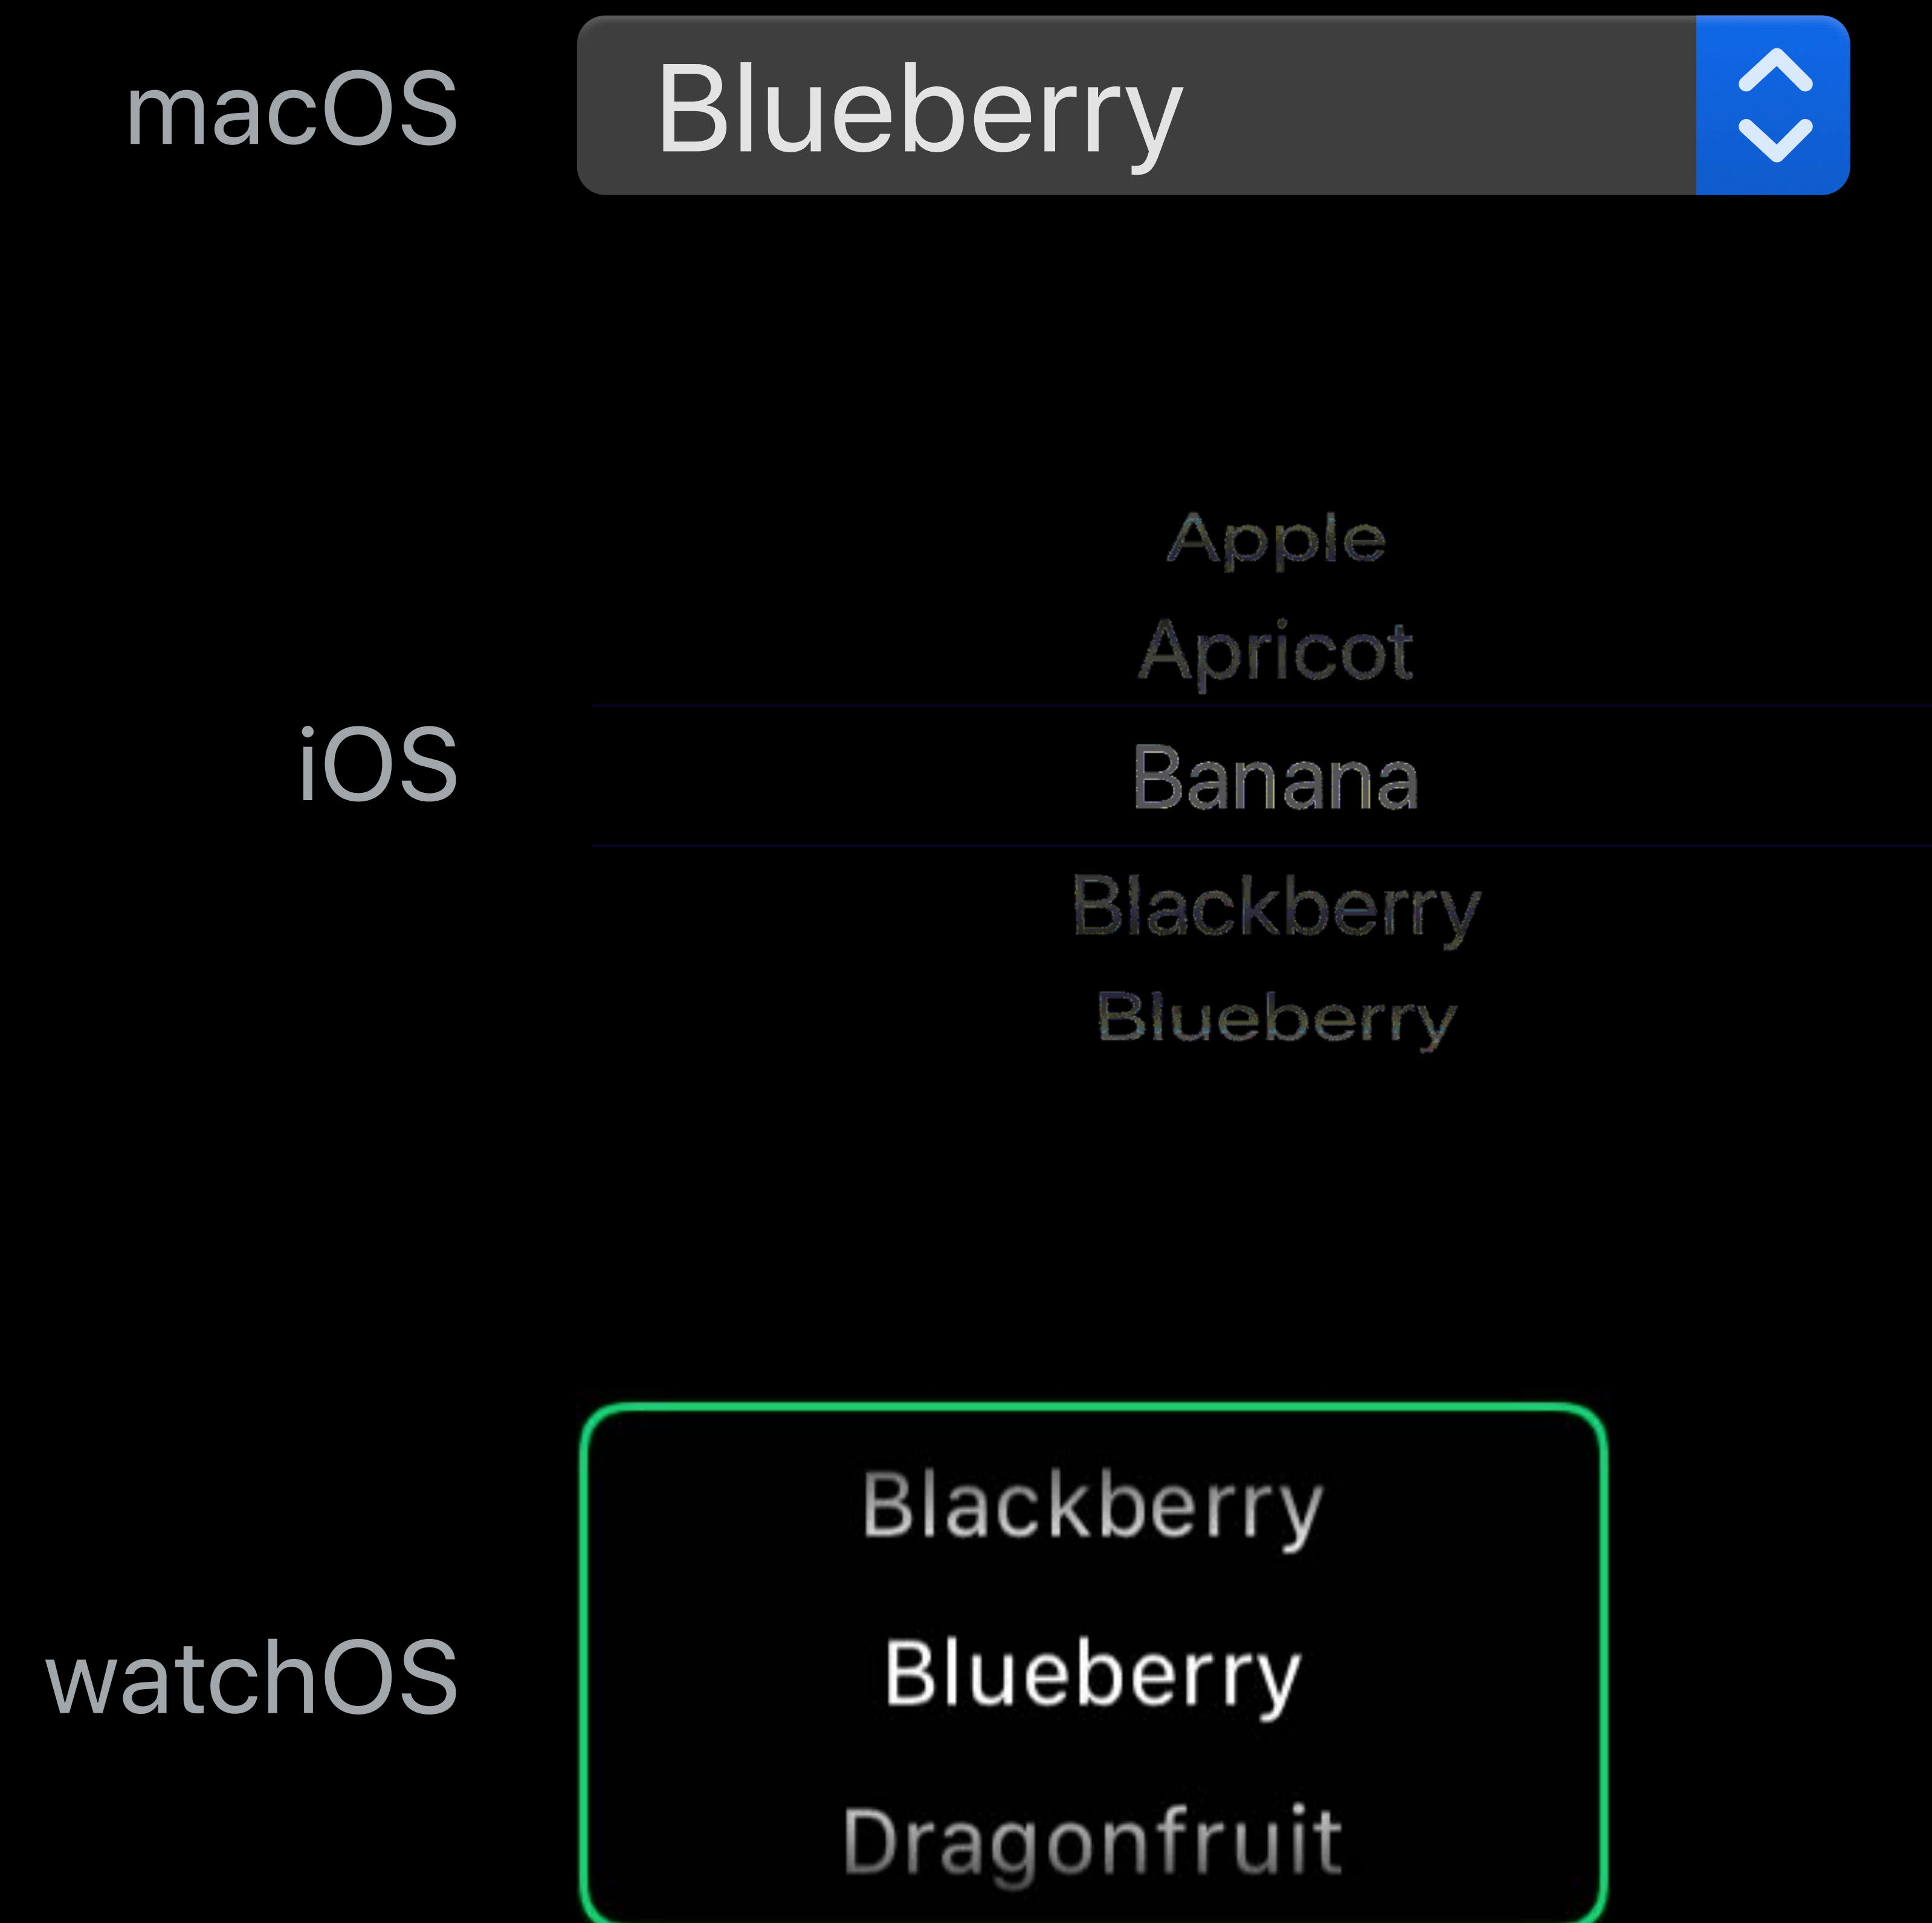 macOS Blueberry
Apple
Apricot
iOS Banana
Blackberry
Blueberry
Blackberry
watchOS Blueberry
Dragonfruit